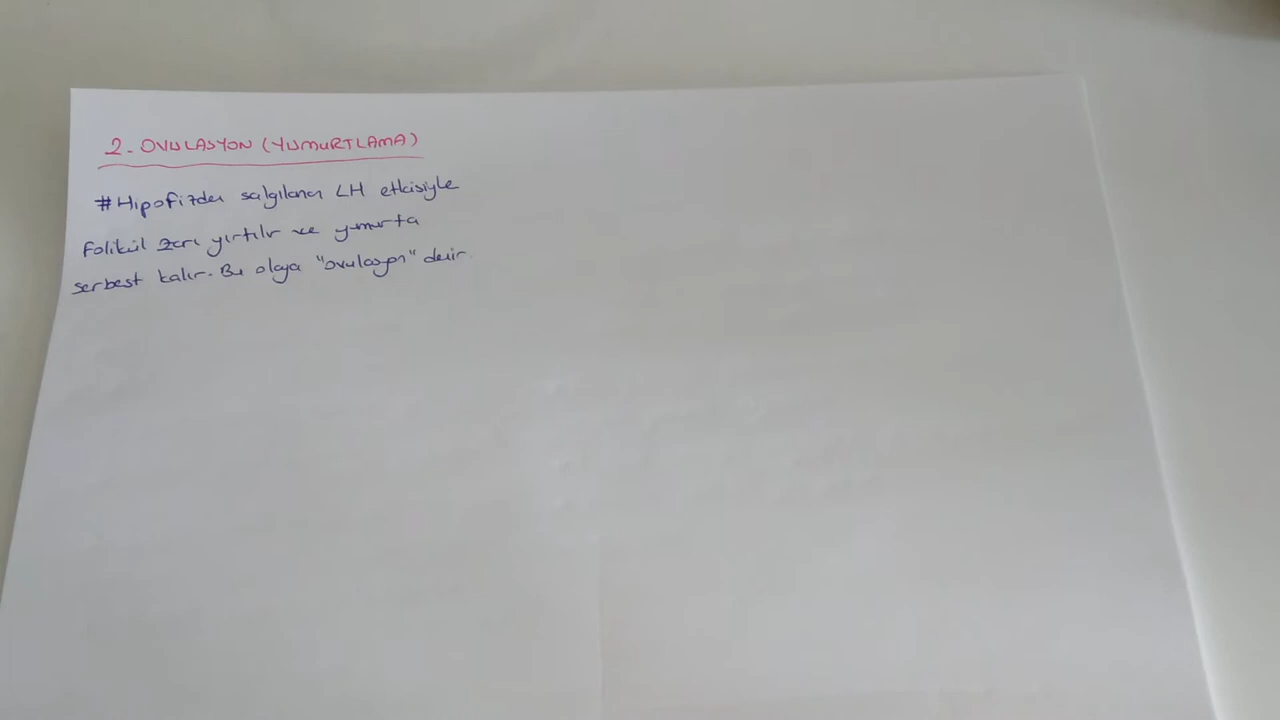 2. OVULASYON (YUMURTLAMA)
#Hipofizden salgılanan LH etkisiyle
folikül zarı yırtılır ve yumurta
serbest kalır. Bu olaya "ovulasyon" denir.